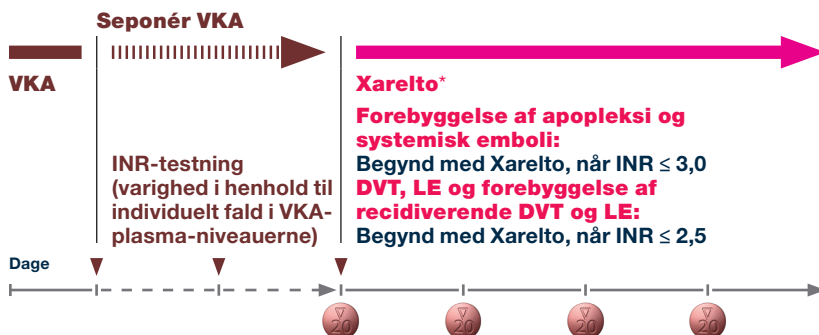 Seponér VKA
VKA
Xarelto*
Forebyggelse af apopleksi og
systemisk emboli:
Begynd med Xarelto, når INR ≤ 3,0
DVT, LE og forebyggelse af
recidiverende DVT og LE:
Begynd med Xarelto, når INR ≤ 2,5
INR-testning
(varighed i henhold til
individuelt fald i VKA-
plasma-niveauerne)
Dage
20
20
20
20